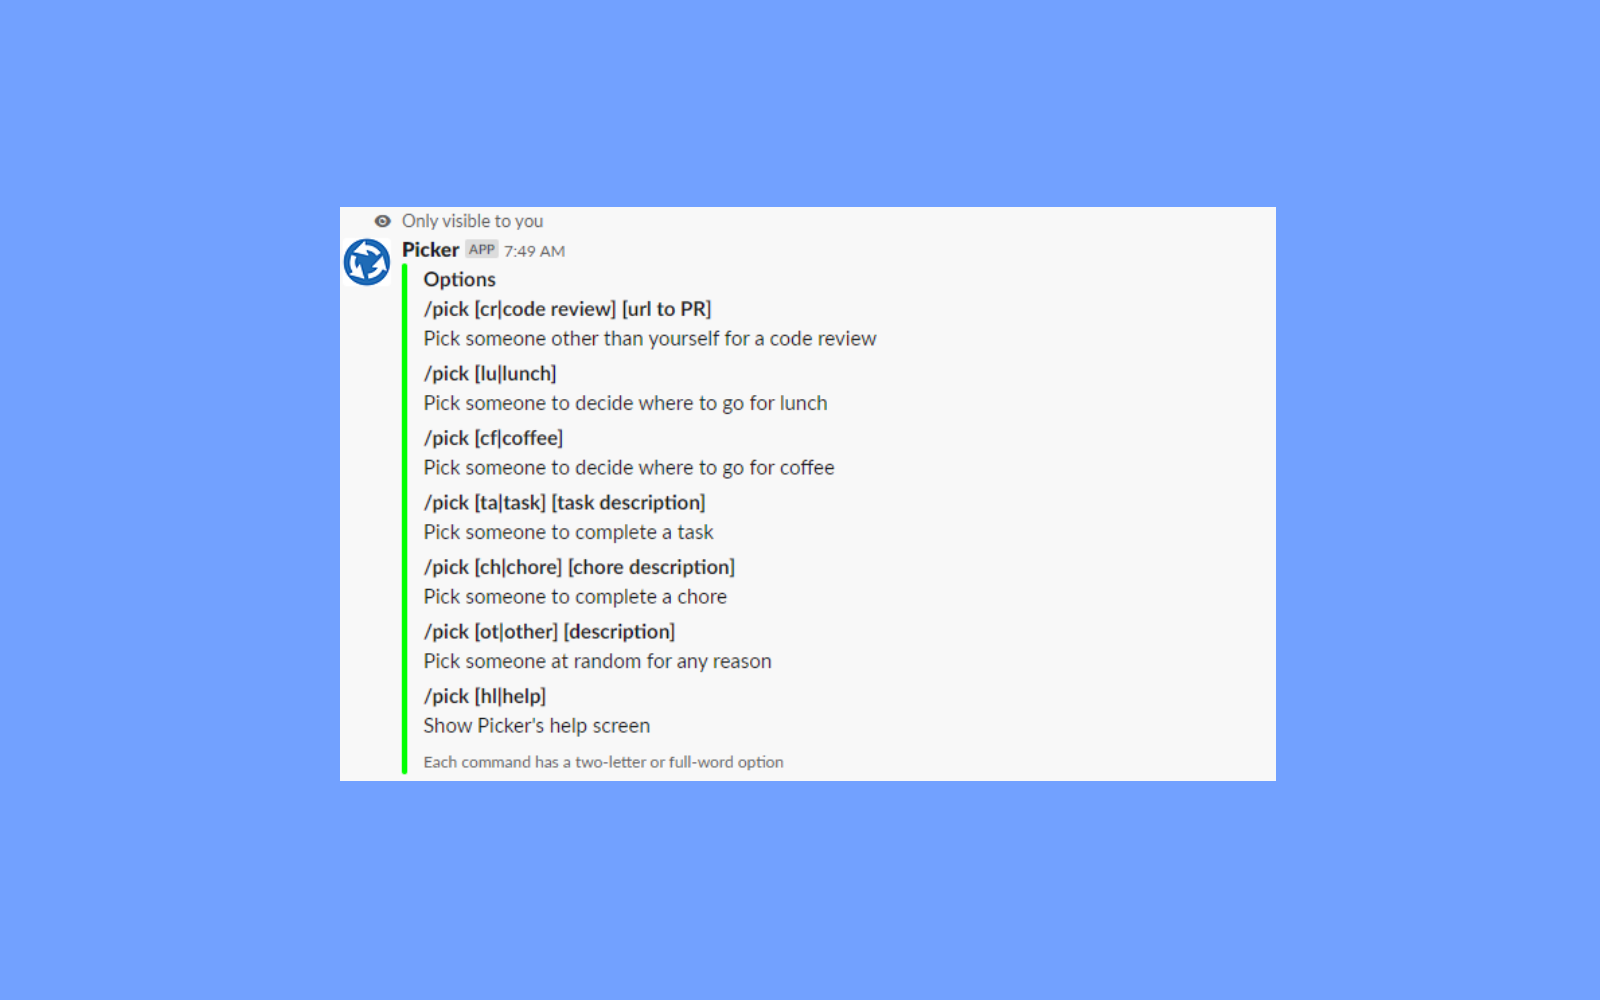 Only visible to you
Picker APP 7:49 AM
Options
/pick [cr|code review] [url to PR]
Pick someone other than yourself for a code review
/pick [lu|lunch]
Pick someone to decide where to go for lunch
/pick [cf|coffee]
Pick someone to decide where to go for coffee
/pick [ta|task] [task description]
Pick someone to complete a task
/pick [ch|chore] [chore description]
Pick someone to complete a chore
/pick [ot|other] [description]
Pick someone at random for any reason
/pick [hl|help]
Show Picker's help screen
Each command has a two-letter or full-word option